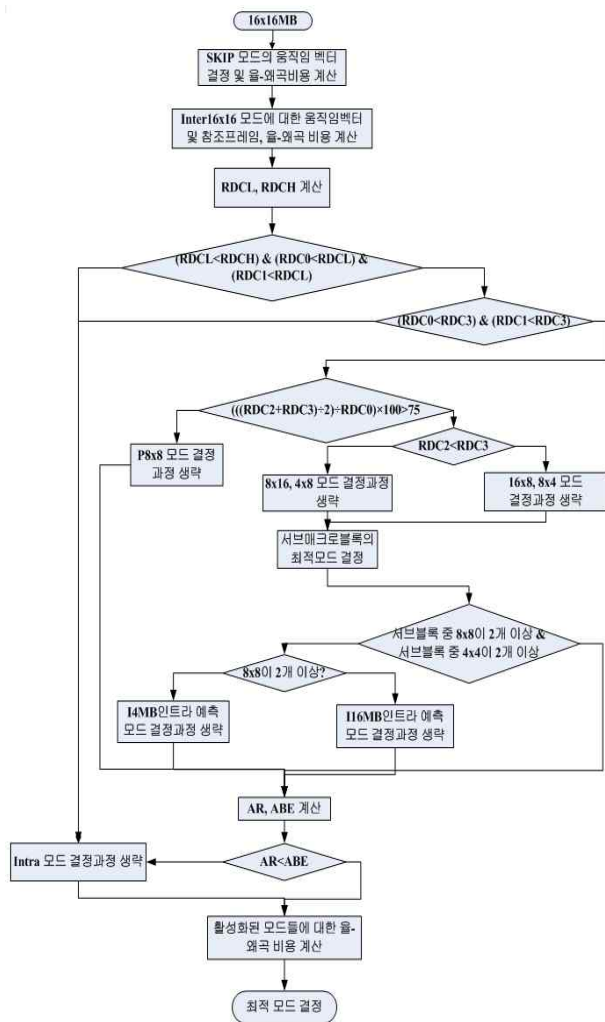 16x16MB
SKIP 모드의 움직임 벡터
결정 및 율-왜곡비용 계산
Inter16x16 모드에 대한 움직임벡터
및 참조프레임, 율-왜곡 비용 계산
RDCL, RDCH 계산
(RDCL<RDCH) & (RDC0<RDCL) &
(RDC1<RDCL)
(RDC0<RDC3) & (RDC1<RDC3)
(((RDC2+RDC3)÷2)÷RDC0)×100>75
P8x8 모드 결정
과정 생략
RDC2<RDC3
8x16, 4x8 모드 결정과정
생략
16x8, 8x4 모드
결정과정 생략
서브매크로블록의
최적모드 결정
서브블록 중 8x8이 2개 이상 &
서브블록 중 4x4이 2개 이상
8x8이 2개 이상?
I4MB인트라 예측
모드 결정과정 생략
I16MB인트라 예측
모드 결정과정 생략
AR, ABE 계산
Intra 모드 결정과정 생략
AR<ABE
활성화된 모드들에 대한 율-
왜곡 비용 계산
최적 모드 결정